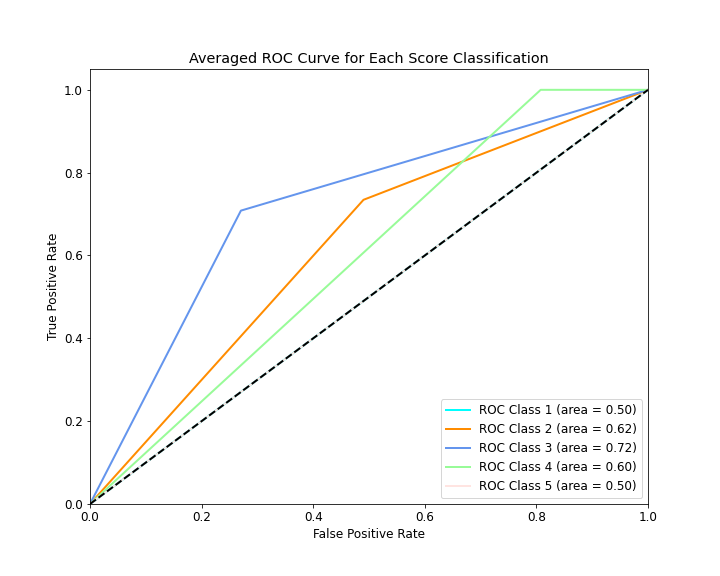 Averaged ROC Curve for Each Score Classification
1.0
0.8
0.6
0.4
0.2
0.0
True Positive Rate
ROC Class 1 (area = 0.50)
ROC Class 2 (area = 0.62)
ROC Class 3 (area = 0.72)
ROC Class 4 (area = 0.60)
ROC Class 5 (area = 0.50)
0.0 0.2 0.4 0.6 0.8 1.0
False Positive Rate